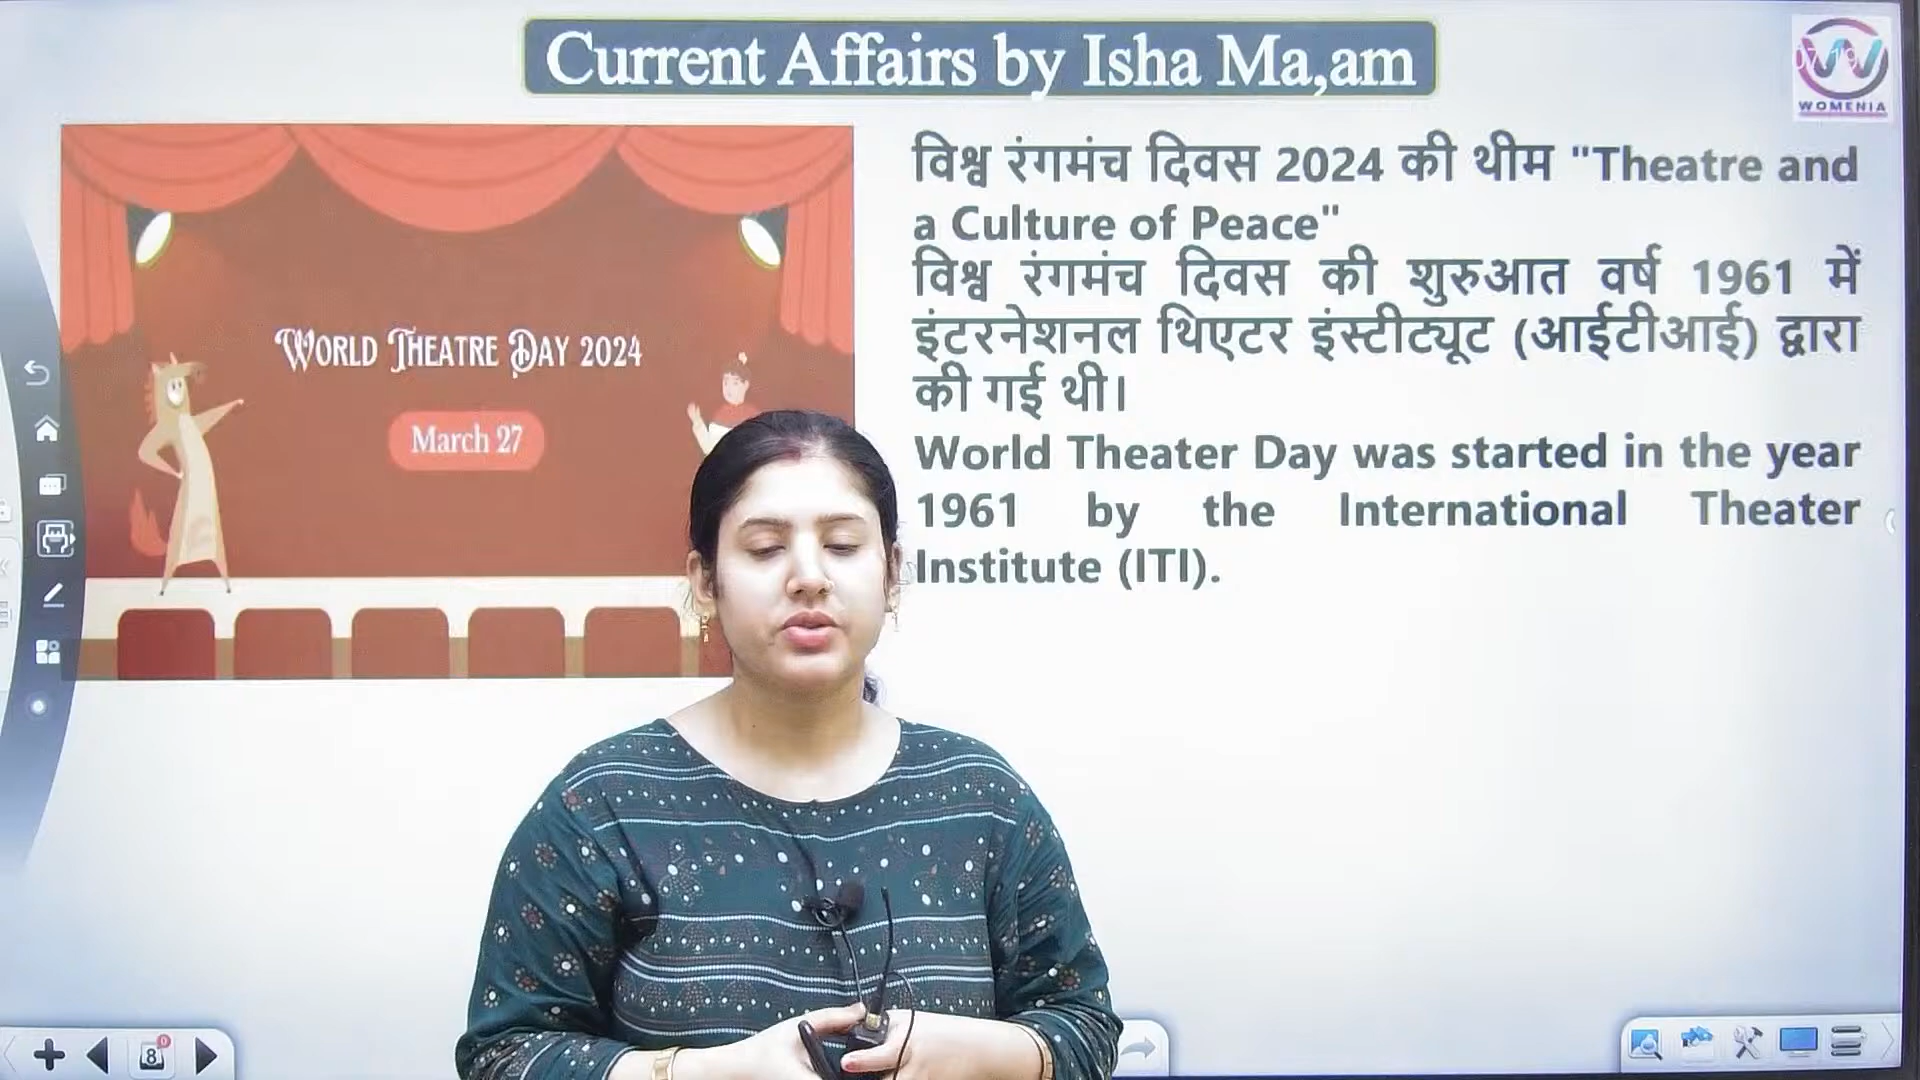 Current Affairs by Isha Ma,am
WOMENIA
WORLD THEATRE DAY 2024
March 27
विश्व रंगमंच दिवस 2024 की थीम "Theatre and
a Culture of Peace"
विश्व रंगमंच दिवस की शुरुआत वर्ष 1961 में
इंटरनेशनल थिएटर इंस्टीट्यूट (आईटीआई) द्वारा
की गई थी।
World Theater Day was started in the year
1961 by the International Theater
Institute (ITI).
8
0